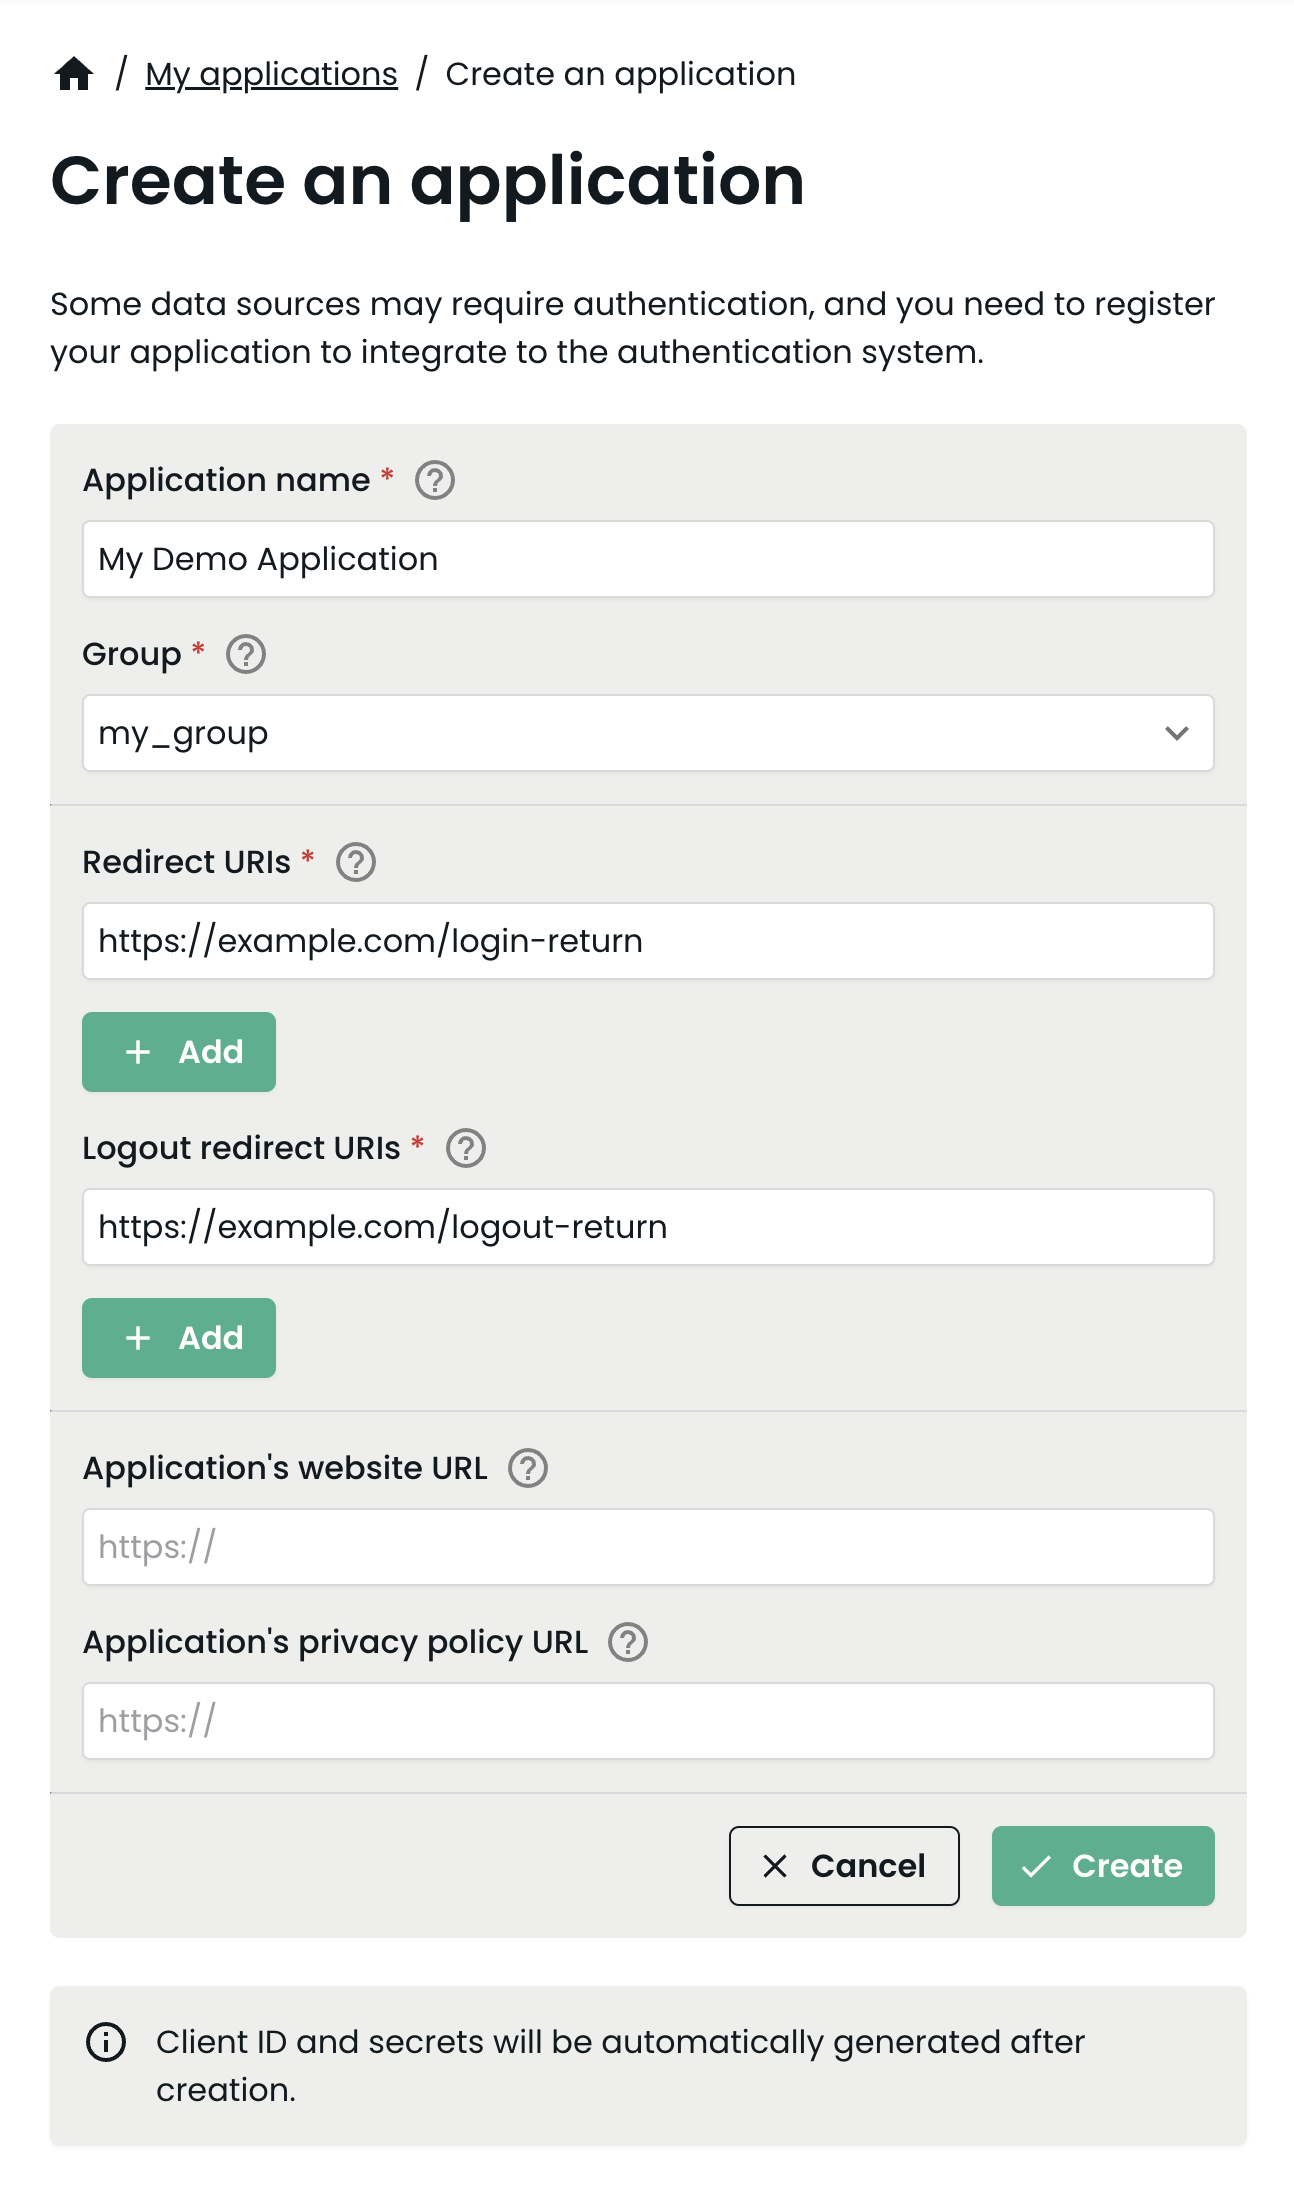 / My applications / Create an application
Create an application
Some data sources may require authentication, and you need to register
your application to integrate to the authentication system.
Application name *
My Demo Application
Group *
my_group
Redirect URIs *
https://example.com/login-return
+ Add
Logout redirect URIs *
https://example.com/logout-return
+ Add
Application's website URL
https://
Application's privacy policy URL
https://
Cancel
Create
Client ID and secrets will be automatically generated after
creation.